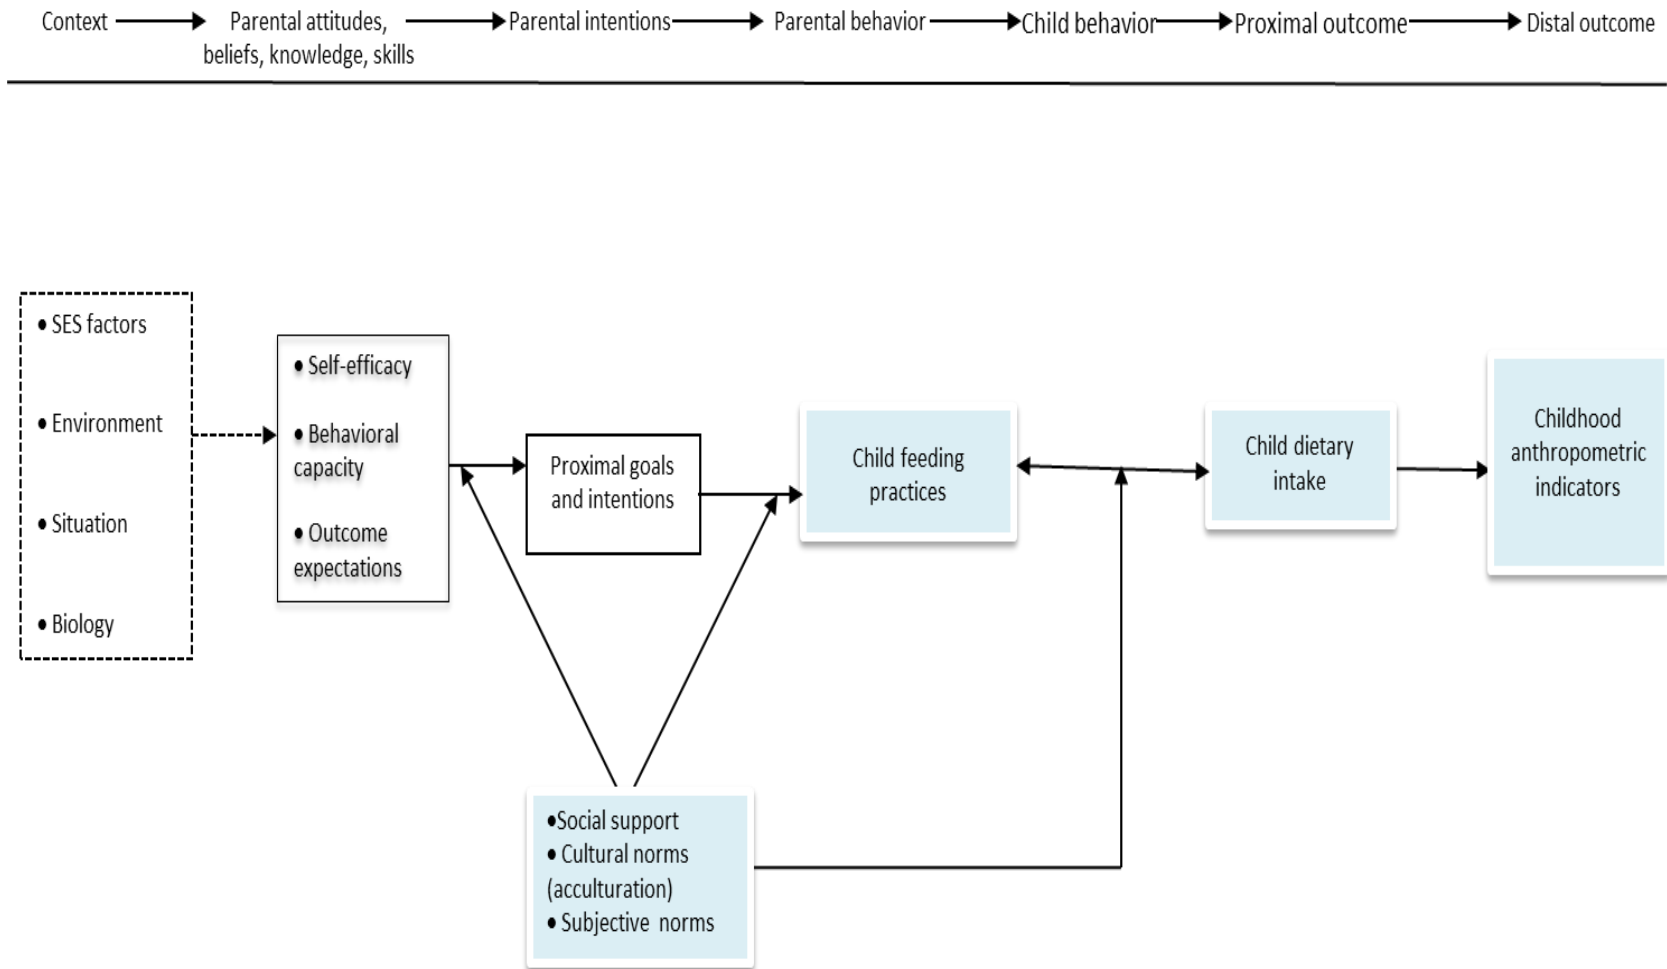 Context
Parental attitudes,
beliefs, knowledge, skills
Parental intentions
Parental behavior
Child behavior
Proximal outcome
Distal outcome
• SES factors
• Environment
• Situation
• Biology
• Self-efficacy
• Behavioral
capacity
• Outcome
expectations
Proximal goals
and intentions
Child feeding
practices
Child dietary
intake
Childhood
anthropometric
indicators
•Social support
• Cultural norms
(acculturation)
• Subjective norms